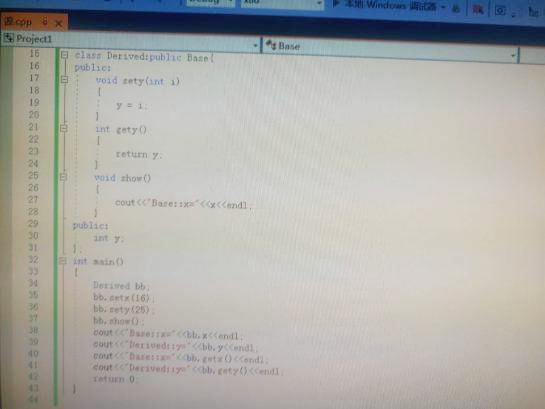 本地 Windows 调试器
源.cpp
Project1
Base
15 class Derived:public Base{
16 public:
17 void sety(int i)
18 {
19 y = i;
20 }
21 int gety()
22 {
23 return y;
24 }
25 void show()
26 {
27 cout<<"Base::x="<<x<<endl;
28 }
29 public:
30 int y;
31 };
32 int main()
33 {
34 Derived bb;
35 bb.setx(16);
36 bb.sety(25);
37 bb.show();
38 cout<<"Base::x="<<bb.x<<endl;
39 cout<<"Derived::y="<<bb.y<<endl;
40 cout<<"Base::x="<<bb.getx()<<endl;
41 cout<<"Derived::y="<<bb.gety()<<endl;
42 return 0;
43 }
44